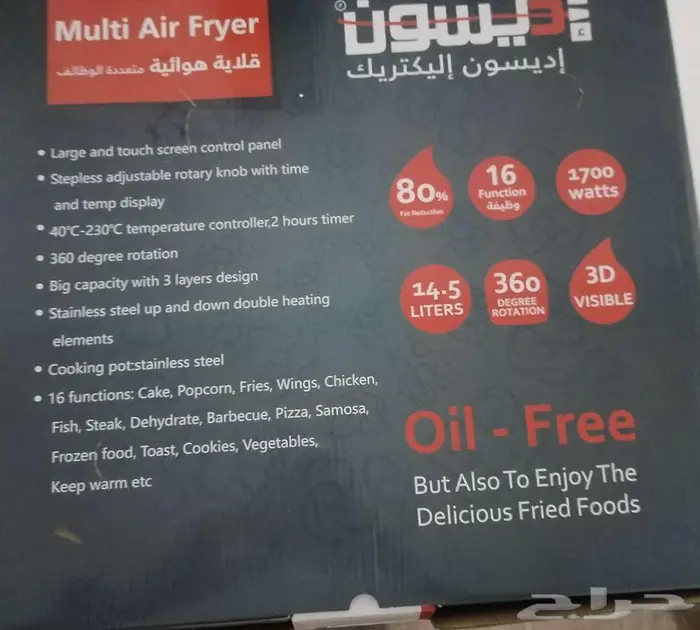 Multi Air Fryer
قلاية هوائية متعددة الوظائف
إديسون
إديسون إليكتريك
• Large and touch screen control panel
• Stepless adjustable rotary knob with time
and temp display
• 40℃-230℃ temperature controller,2 hours timer
• 360 degree rotation
• Big capacity with 3 layers design
• Stainless steel up and down double heating
elements
• Cooking pot:stainless steel
• 16 functions: Cake, Popcorn, Fries, Wings, Chicken,
Fish, Steak, Dehydrate, Barbecue, Pizza, Samosa,
Frozen food, Toast, Cookies, Vegetables,
Keep warm etc
80%
Fat Reduction
16
Function
وظيفة
1700
watts
14.5
LITERS
360
DEGREE
ROTATION
3D
VISIBLE
Oil - Free
But Also To Enjoy The
Delicious Fried Foods
حراج